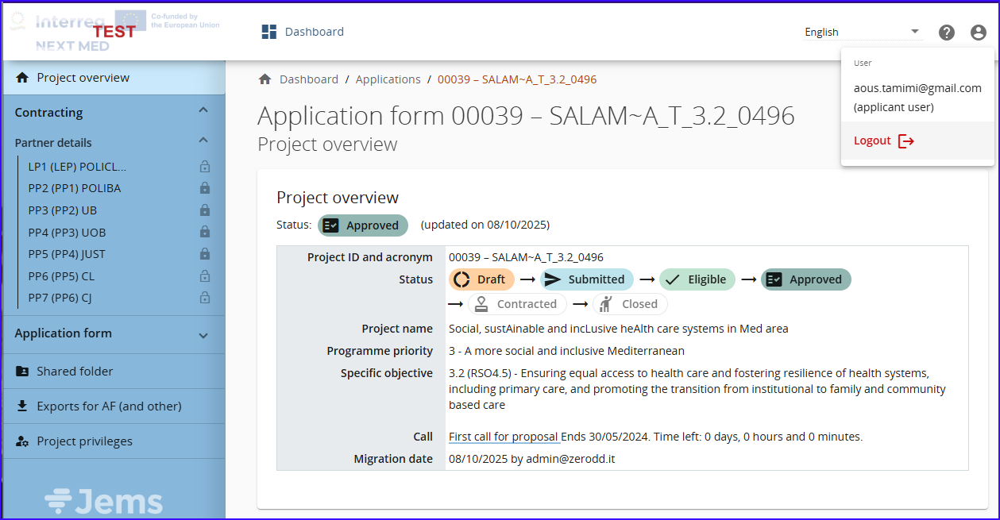 Interreg
Co-funded by
the European Union
TEST
NEXT MED
Dashboard
English
User
aous.tamimi@gmail.com
(applicant user)
Logout
Project overview
Contracting
Partner details
LP1 (LEP) POLICL...
PP2 (PP1) POLIBA
PP3 (PP2) UB
PP4 (PP3) UOB
PP5 (PP4) JUST
PP6 (PP5) CL
PP7 (PP6) CJ
Application form
Shared folder
Exports for AF (and other)
Project privileges
Jems
Dashboard / Applications / 00039 – SALAM~A_T_3.2_0496
Application form 00039 – SALAM~A_T_3.2_0496
Project overview
Project overview
Status: Approved (updated on 08/10/2025)
Project ID and acronym 00039 – SALAM~A_T_3.2_0496
Status Draft → Submitted → Eligible → Approved
→ Contracted → Closed
Project name Social, sustAinable and incLusive heAlth care systems in Med area
Programme priority 3 - A more social and inclusive Mediterranean
Specific objective 3.2 (RSO4.5) - Ensuring equal access to health care and fostering resilience of health systems,
including primary care, and promoting the transition from institutional to family and community
based care
Call First call for proposal Ends 30/05/2024. Time left: 0 days, 0 hours and 0 minutes.
Migration date 08/10/2025 by admin@zerodd.it